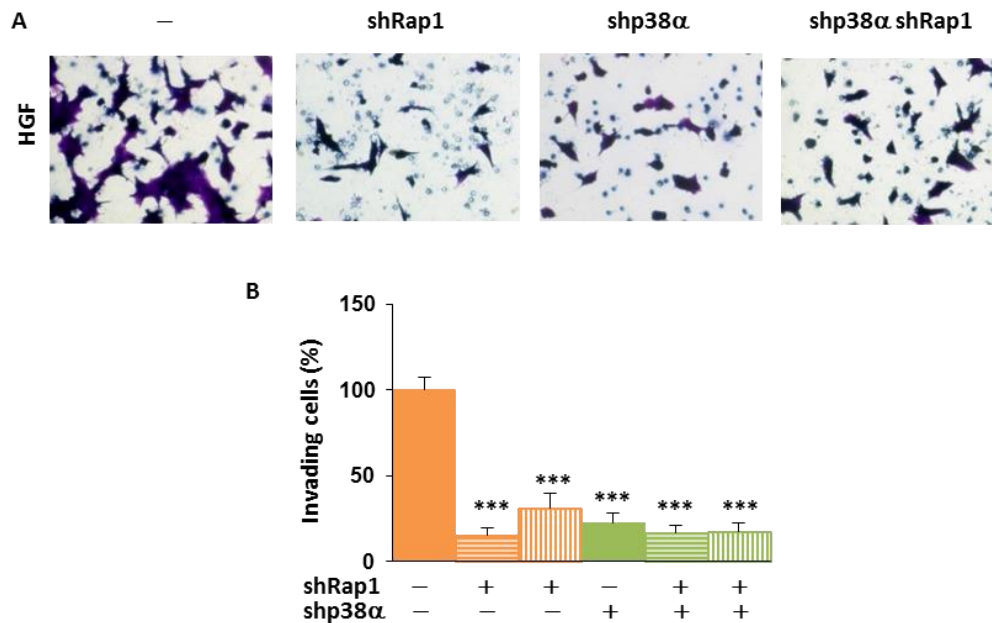 A
– shRap1 shp38α shp38α shRap1
HGF
B
150
100
50
0
Invading cells (%)
*** *** *** *** ***
shRap1 – + + – + +
shp38α – – – + + +